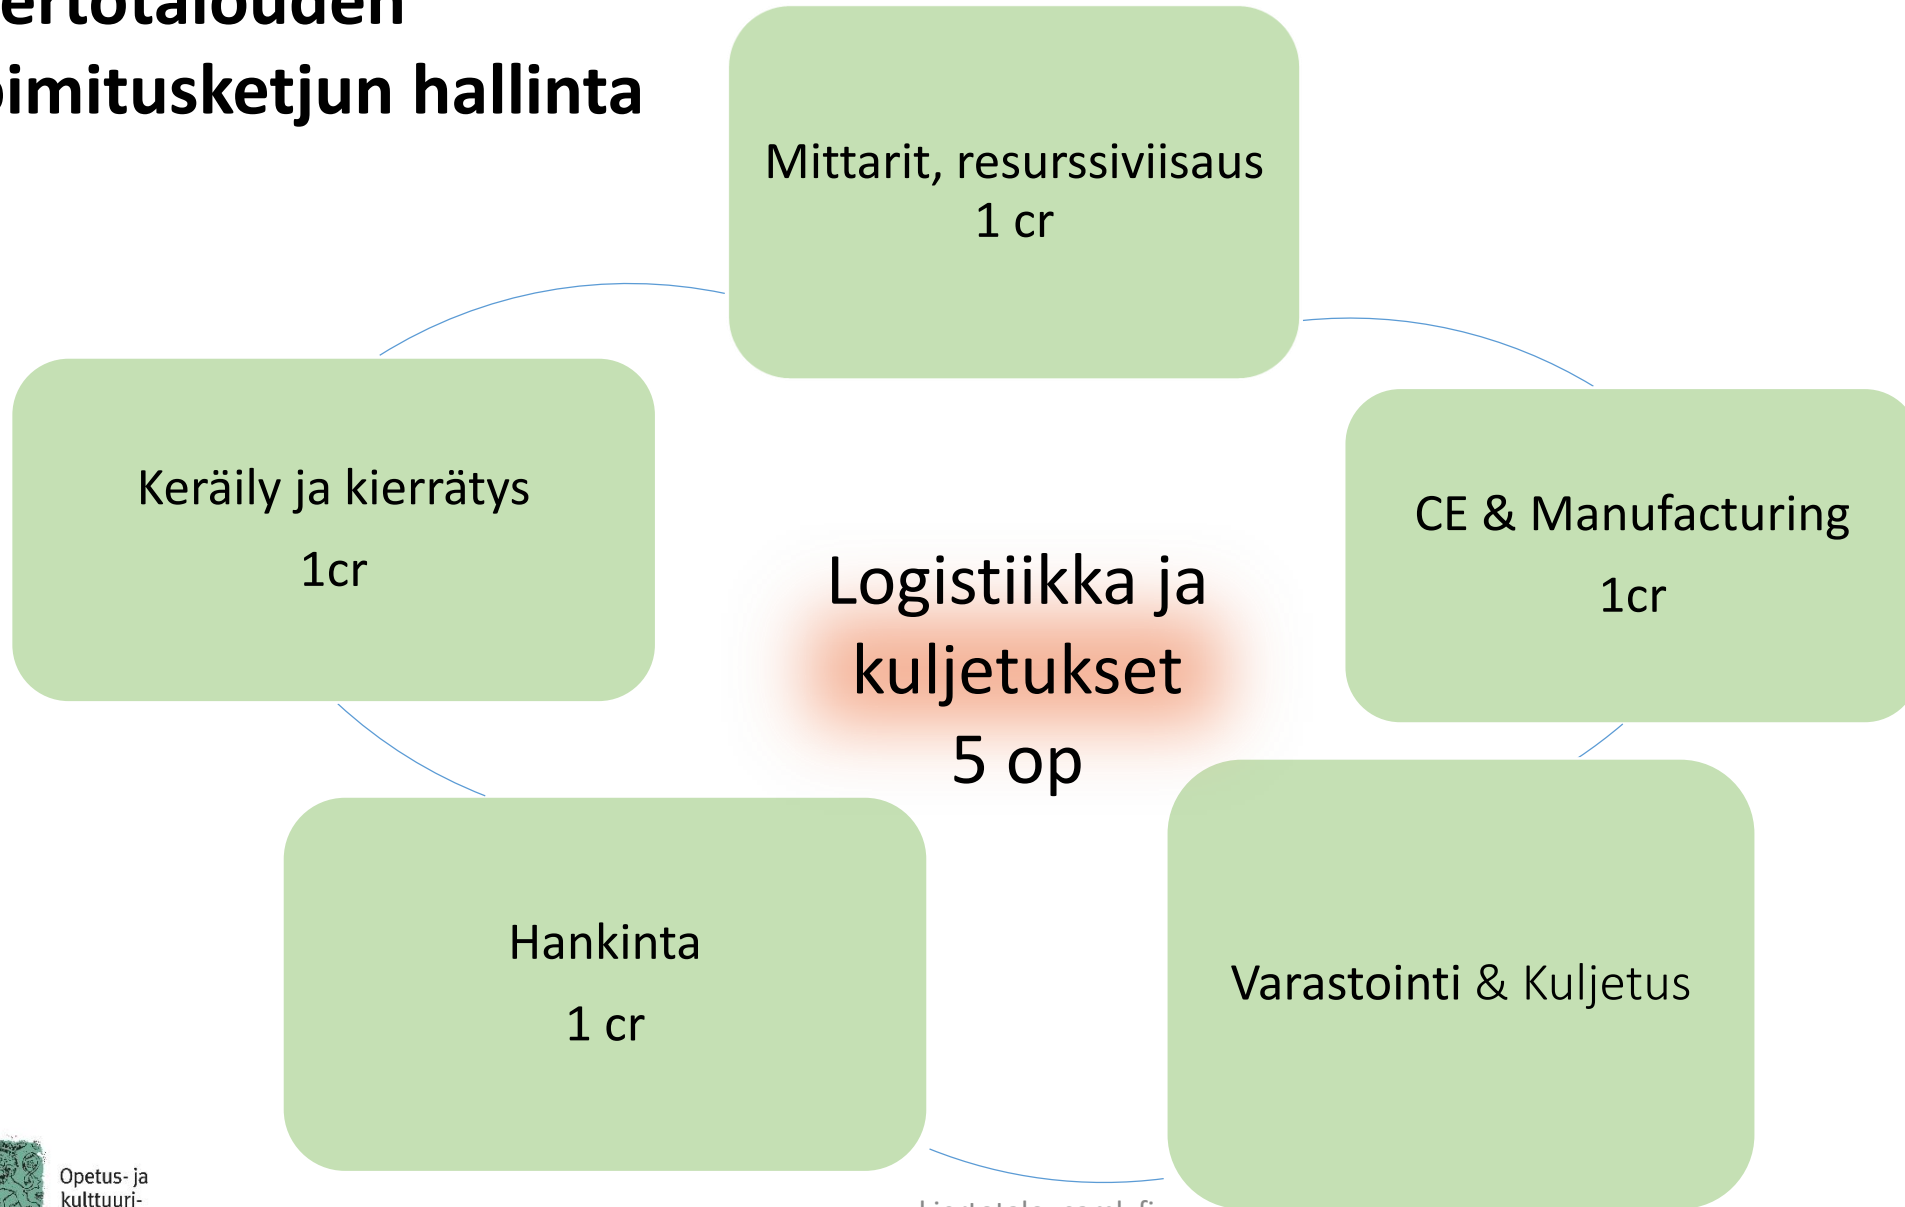 ertotalouden
imitusketjun hallinta
Mittarit, resurssiviisaus
1 cr
Keräily ja kierrätys
1cr
CE & Manufacturing
1cr
Logistiikka ja
kuljetukset
5 op
Hankinta
1 cr
Varastointi & Kuljetus
Opetus- ja
kulttuuri-